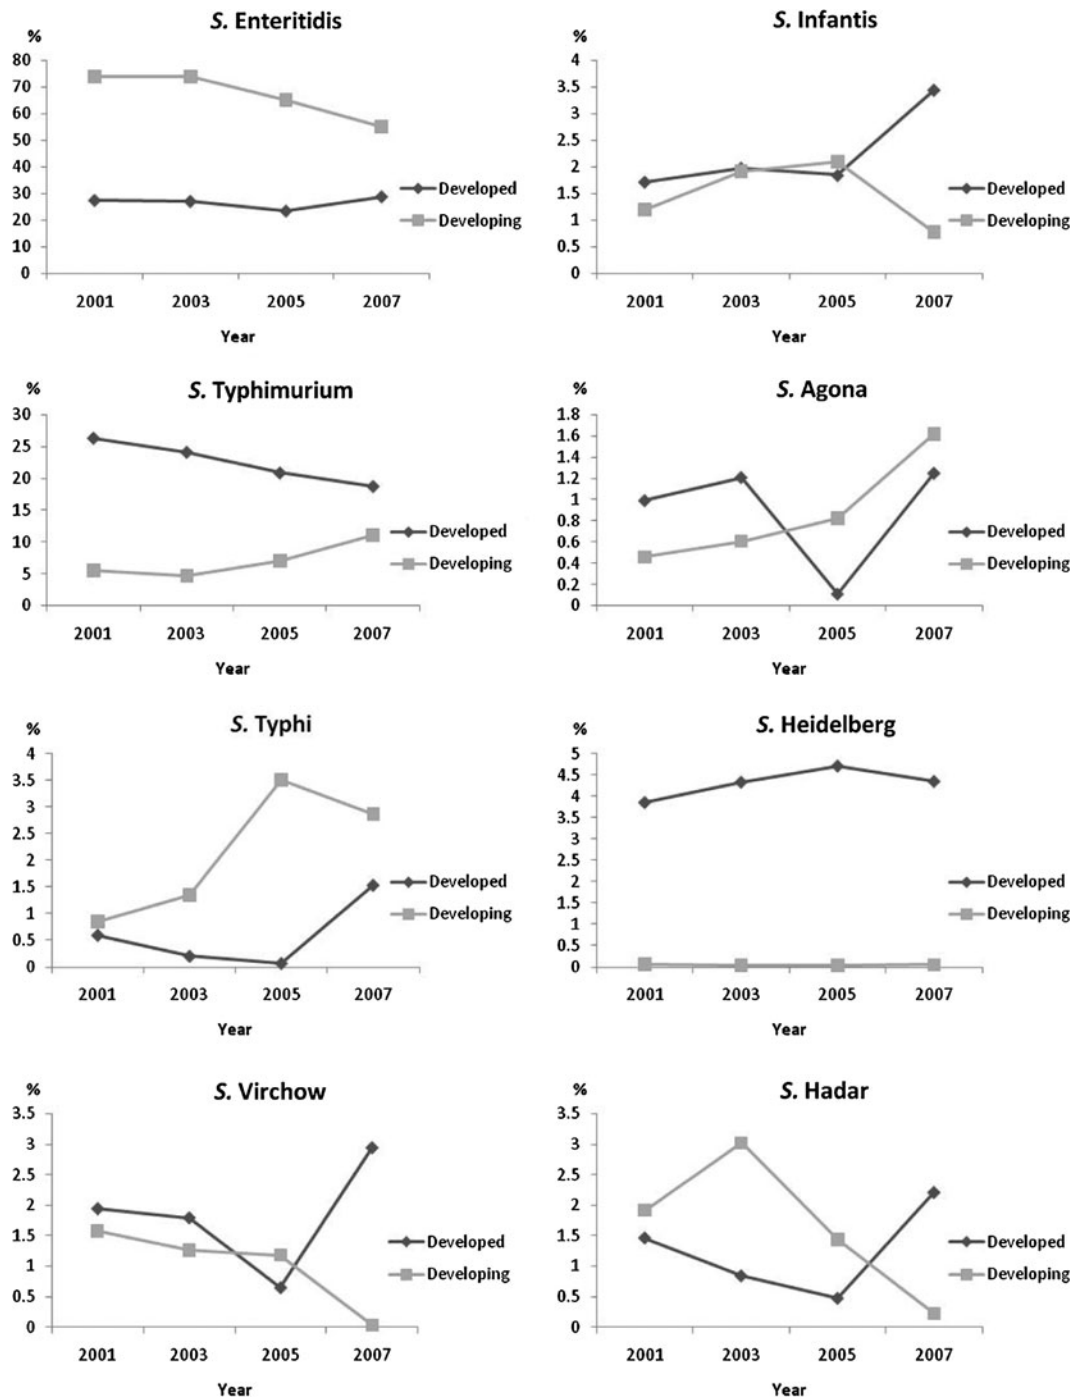 S. Enteritidis
%
80
70
60
50
40
30
20
10
0
2001 2003 2005 2007
Year
Developed
Developing
S. Infantis
%
4
3.5
3
2.5
2
1.5
1
0.5
0
2001 2003 2005 2007
Year
Developed
Developing
S. Typhimurium
%
30
25
20
15
10
5
0
2001 2003 2005 2007
Year
Developed
Developing
S. Agona
%
1.8
1.6
1.4
1.2
1
0.8
0.6
0.4
0.2
0
2001 2003 2005 2007
Year
Developed
Developing
S. Typhi
%
4
3.5
3
2.5
2
1.5
1
0.5
0
2001 2003 2005 2007
Year
Developed
Developing
S. Heidelberg
%
5
4.5
4
3.5
3
2.5
2
1.5
1
0.5
0
2001 2003 2005 2007
Year
Developed
Developing
S. Virchow
%
3.5
3
2.5
2
1.5
1
0.5
0
2001 2003 2005 2007
Year
Developed
Developing
S. Hadar
%
3.5
3
2.5
2
1.5
1
0.5
0
2001 2003 2005 2007
Year
Developed
Developing